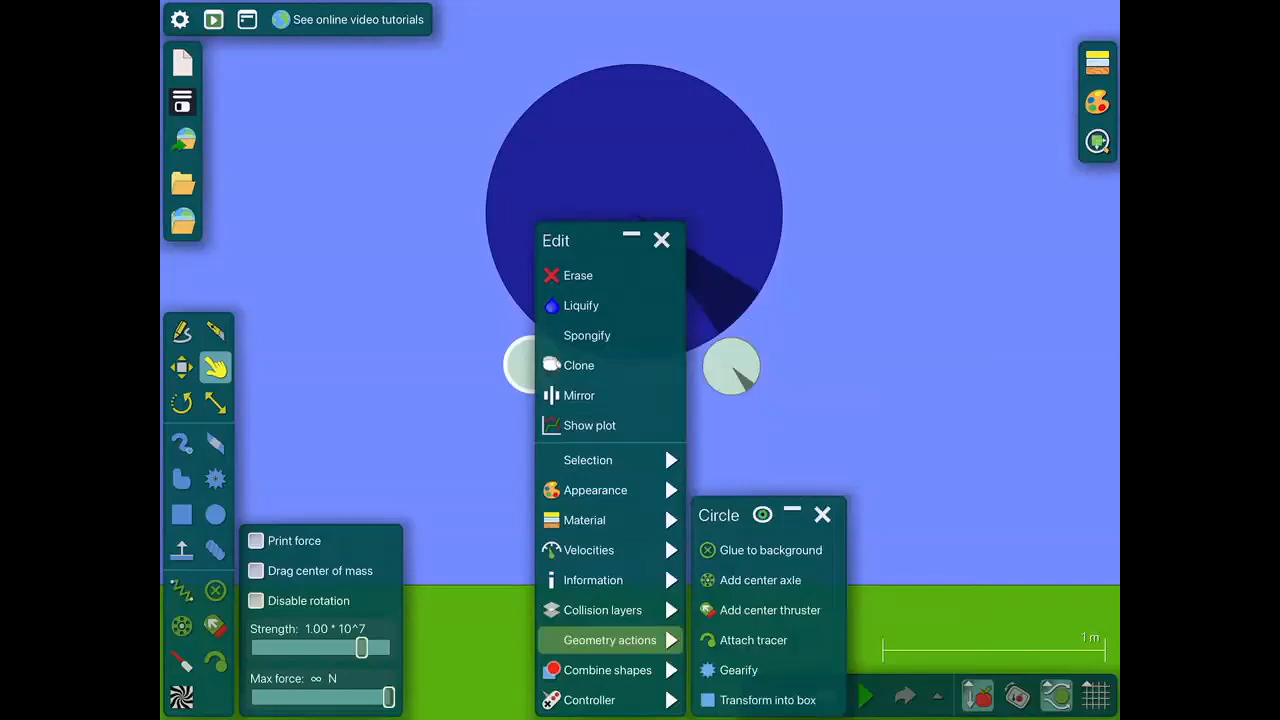 See online video tutorials
Edit
Erase
Liquify
Spongify
Clone
Mirror
Show plot
Selection
Appearance
Material
Velocities
Information
Collision layers
Geometry actions
Combine shapes
Controller
Circle
Glue to background
Add center axle
Add center thruster
Attach tracer
Gearify
Transform into box
Print force
Drag center of mass
Disable rotation
Strength: 1.00 * 10^7
Max force: ∞ N
1 m